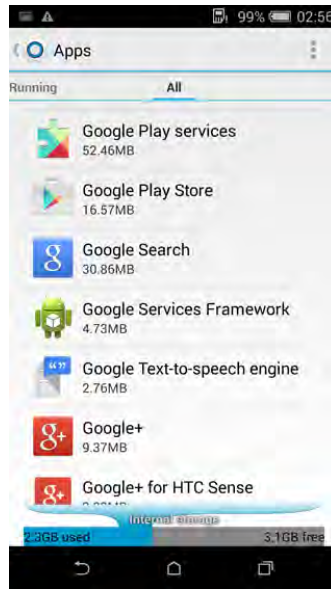 99% 02:56
Apps
Running All
Google Play services
52.46MB
Google Play Store
16.57MB
Google Search
30.86MB
Google Services Framework
4.73MB
Google Text-to-speech engine
2.76MB
Google+
9.37MB
Google+ for HTC Sense
Internal storage
2.3GB used 3.1GB free